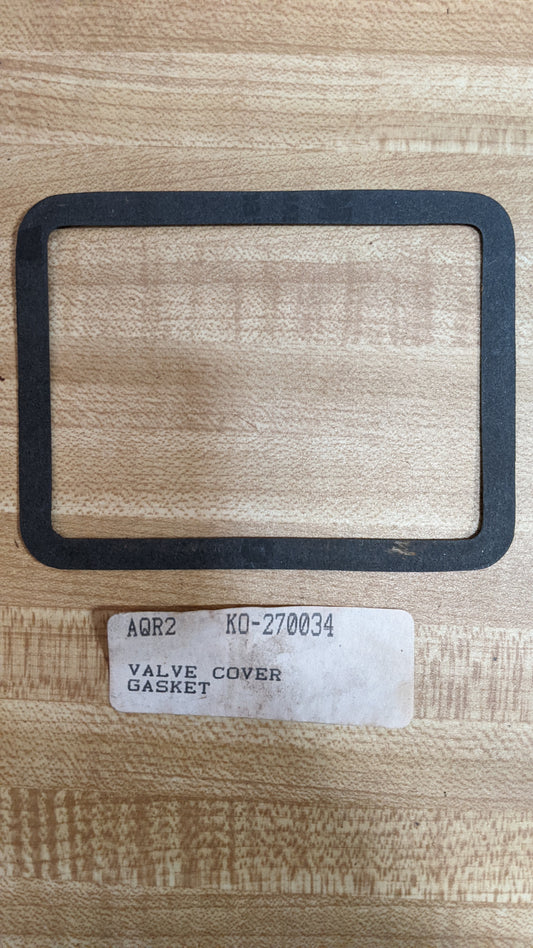 AQR2 KO-270034
VALVE COVER
GASKET